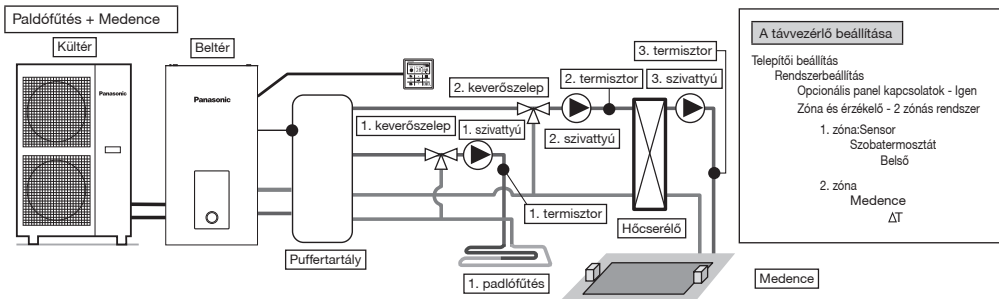 Paldófűtés + Medence
Kültér
Beltér
Panasonic
Panasonic
2. keverőszelep
2. termisztor
3. termisztor
3. szivattyú
1. keverőszelep
1. szivattyú
2. szivattyú
1. termisztor
Hőcserélő
Puffertartály
1. padlófűtés
Medence
A távvezérlő beállítása
Telepítői beállítás
Rendszerbeállítás
Opcionális panel kapcsolatok - Igen
Zóna és érzékelő - 2 zónás rendszer
1. zóna:Sensor
Szobatermosztát
Belső
2. zóna
Medence
ΔT